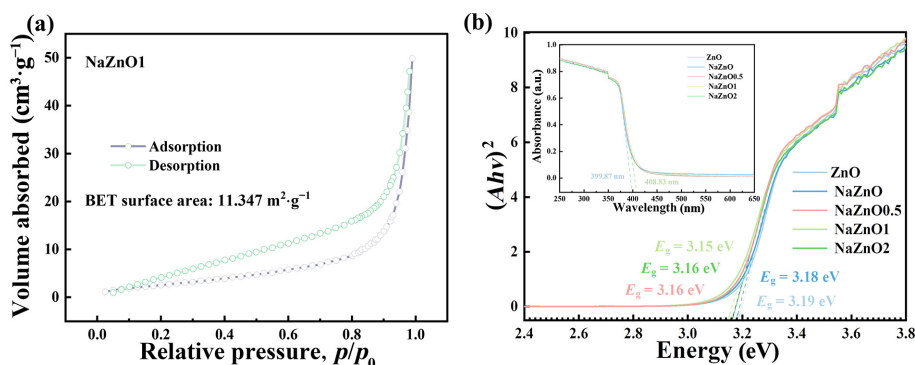 (a)
NaZnO1
Adsorption
Desorption
BET surface area: 11.347 m²·g⁻¹
Volume absorbed (cm³·g⁻¹)
50
40
30
20
10
0
0.0 0.2 0.4 0.6 0.8 1.0
Relative pressure, p/p₀
(b)
(Ahv)²
10
8
6
4
2
0
2.4 2.6 2.8 3.0 3.2 3.4 3.6 3.8
Energy (eV)
ZnO
NaZnO
NaZnO0.5
NaZnO1
NaZnO2
E_g = 3.15 eV
E_g = 3.16 eV
E_g = 3.16 eV
E_g = 3.18 eV
E_g = 3.19 eV
Absorbance (a.u.)
1.0
0.8
0.6
0.4
0.2
0.0
250 300 350 400 450 500 550 600 650
Wavelength (nm)
ZnO
NaZnO
NaZnO0.5
NaZnO1
NaZnO2
399.87 nm
408.83 nm